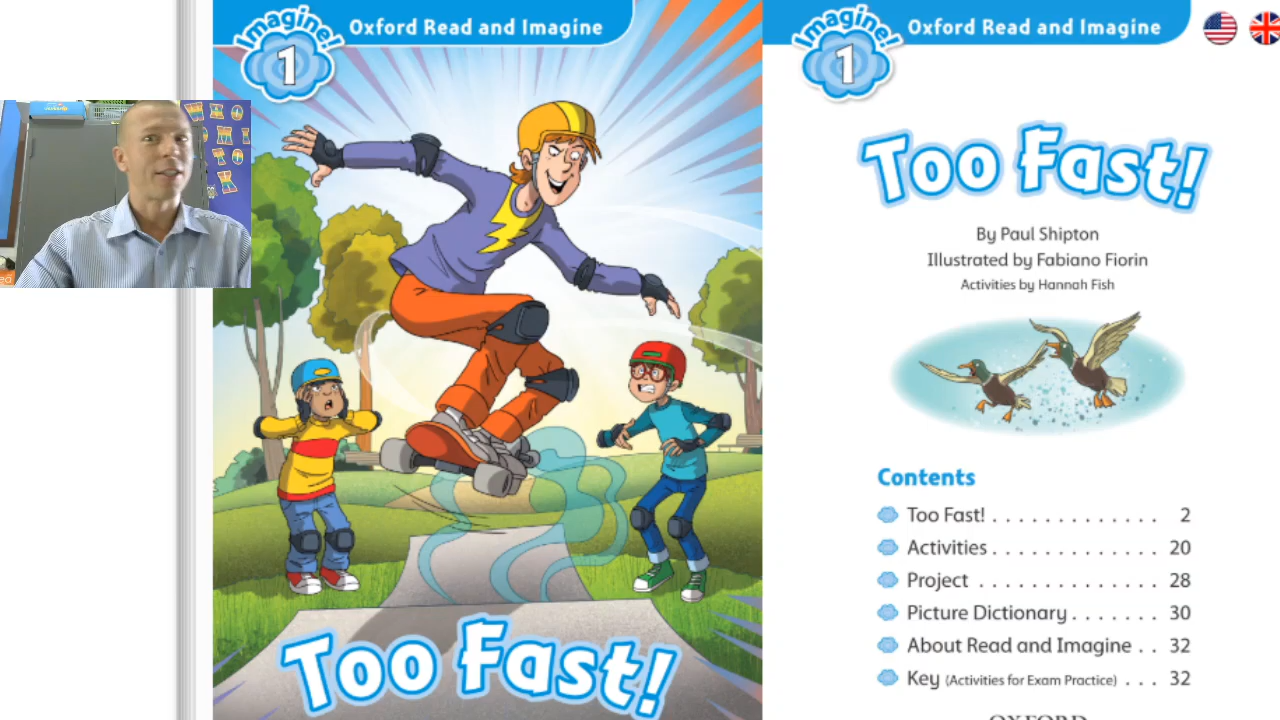 Imagine!
1
Oxford Read and Imagine
Too Fast!
Imagine!
1
Oxford Read and Imagine
Too Fast!
By Paul Shipton
Illustrated by Fabiano Fiorin
Activities by Hannah Fish
Contents
Too Fast! . . . . . . . . . . . . . 2
Activities . . . . . . . . . . . . . 20
Project . . . . . . . . . . . . . . 28
Picture Dictionary . . . . . . . 30
About Read and Imagine . . 32
Key (Activities for Exam Practice) . . . 32
OXFORD